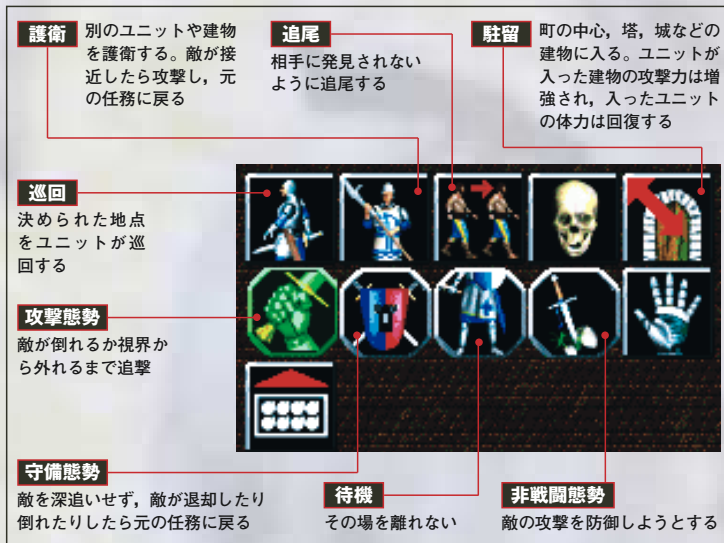 護衛
別のユニットや建物
を護衛する。敵が接
近したら攻撃し，元
の任務に戻る
追尾
相手に発見されない
ように追尾する
駐留
町の中心，塔，城などの
建物に入る。ユニットが
入った建物の攻撃力は増
強され，入ったユニット
の体力は回復する
巡回
決められた地点
をユニットが巡
回する
攻撃態勢
敵が倒れるか視界か
ら外れるまで追撃
守備態勢
敵を深追いせず，敵が退却したり
倒れたりしたら元の任務に戻る
待機
その場を離れない
非戦闘態勢
敵の攻撃を防御しようとする